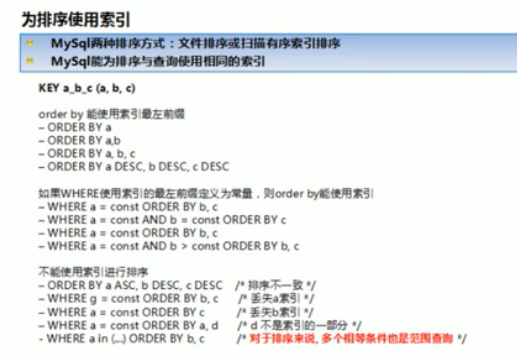 为排序使用索引
MySql两种排序方式：文件排序或扫描有序索引排序
MySql能为排序与查询使用相同的索引
KEY a_b_c (a, b, c)
order by 能使用索引最左前缀
– ORDER BY a
– ORDER BY a,b
– ORDER BY a, b, c
– ORDER BY a DESC, b DESC, c DESC
如果WHERE使用索引的最左前缀定义为常量，则order by能使用索引
– WHERE a = const ORDER BY b, c
– WHERE a = const AND b = const ORDER BY c
– WHERE a = const ORDER BY b, c
– WHERE a = const AND b > const ORDER BY b, c
不能使用索引进行排序
– ORDER BY a ASC, b DESC, c DESC /* 排序不一致 */
– WHERE g = const ORDER BY b, c /* 丢失a索引 */
– WHERE a = const ORDER BY c /* 丢失b索引 */
– WHERE a = const ORDER BY a, d /* d 不是索引的一部分 */
- WHERE a in (...) ORDER BY b, c /* 对于排序来说, 多个相等条件也是范围查询 */